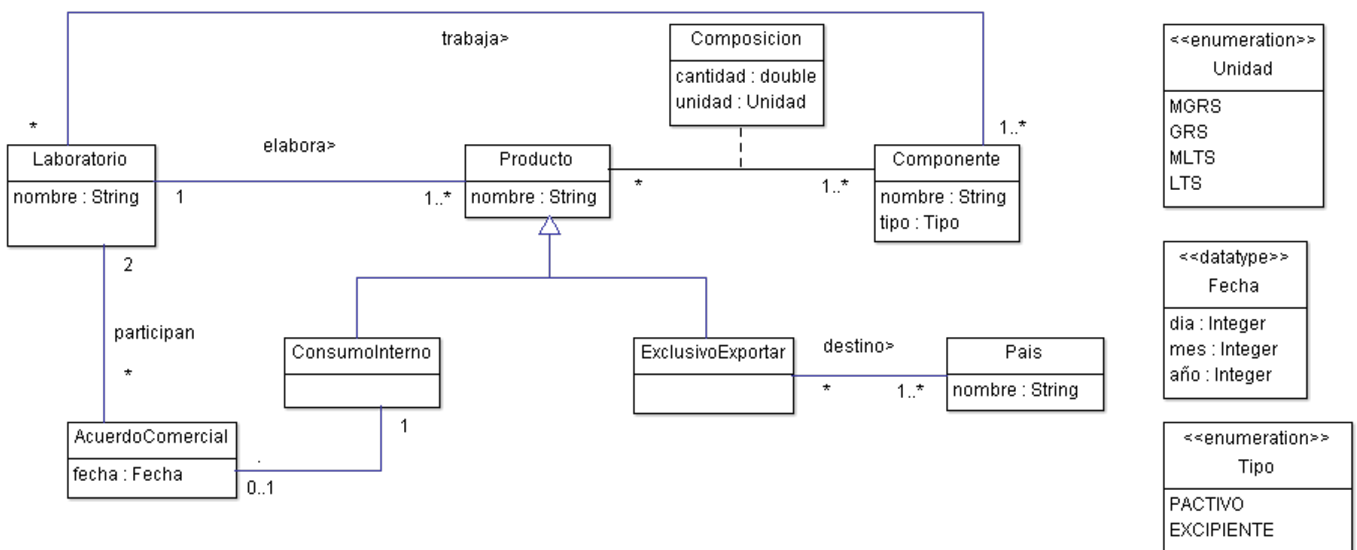 trabaja>
Composicion
cantidad : double
unidad : Unidad
<<enumeration>>
Unidad
MGRS
GRS
MLTS
LTS
*
1..*
Laboratorio
nombre : String
elabora>
1
1..*
Producto
nombre : String
*
1..*
Componente
nombre : String
tipo : Tipo
<<datatype>>
Fecha
dia : Integer
mes : Integer
año : Integer
2
participan
*
ConsumoInterno
1
ExclusivoExportar
destino>
*
1..*
Pais
nombre : String
AcuerdoComercial
fecha : Fecha
.
0..1
<<enumeration>>
Tipo
PACTIVO
EXCIPIENTE